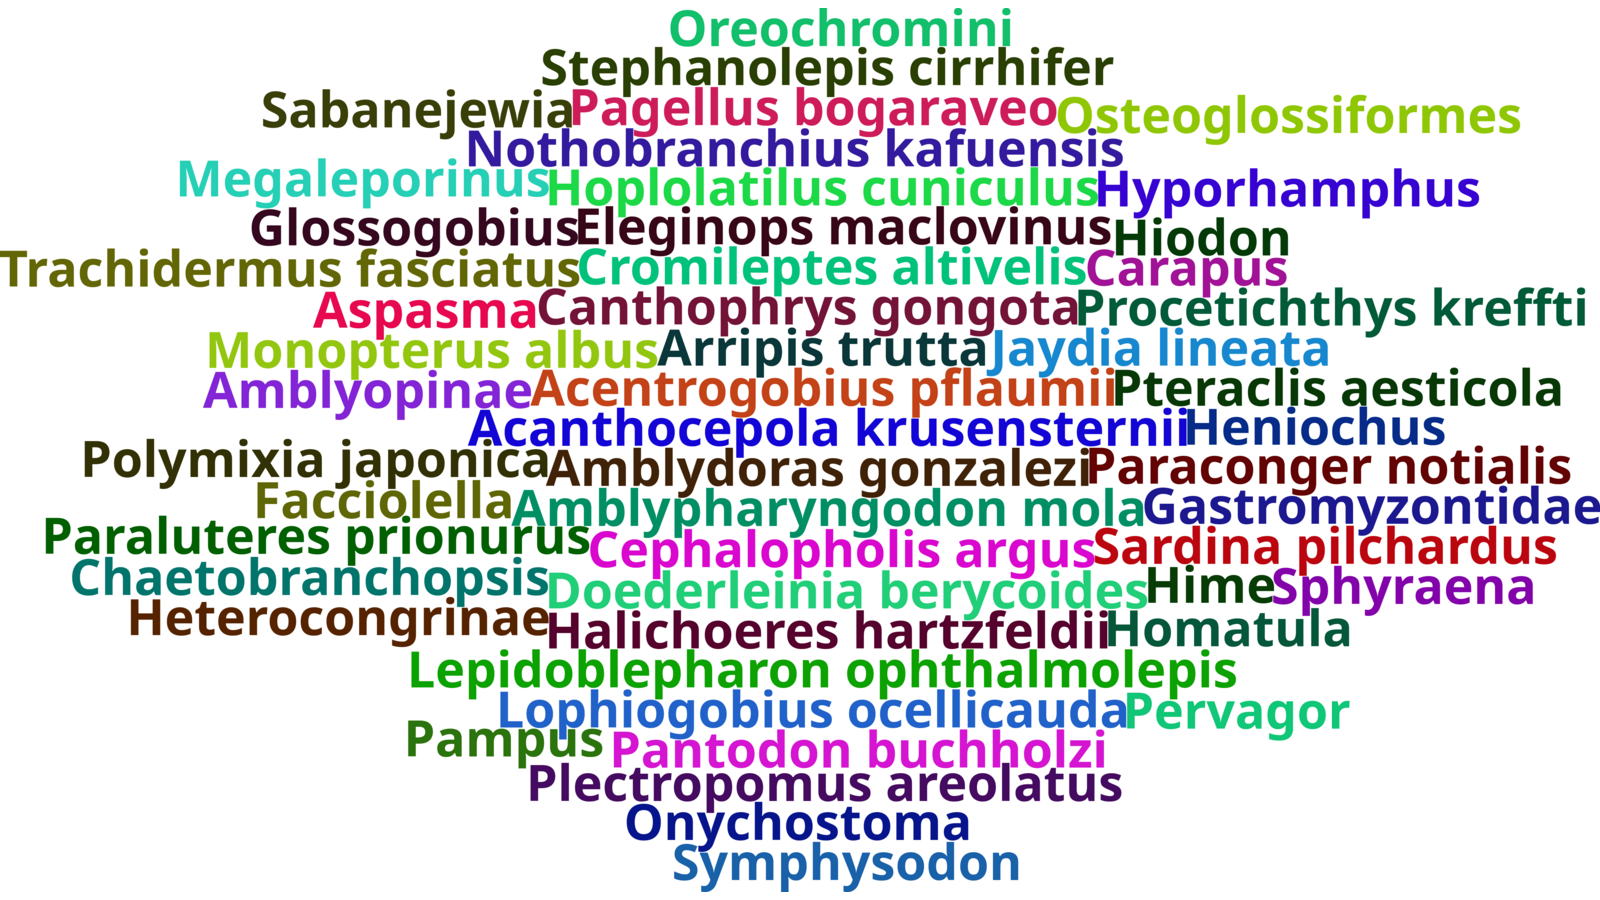 Oreochromini
Stephanolepis cirrhifer
Sabanejewia Pagellus bogaraveo Osteoglossiformes
Nothobranchius kafuensis
Megaleporinus Hoplolatilus cuniculus Hyporhamphus
Glossogobius Eleginops maclovinus Hiodon
Trachidermus fasciatus Cromileptes altivelis Carapus
Aspasma Canthophrys gongota Procetichthys kreffti
Monopterus albus Arripis trutta Jaydia lineata
Amblyopinae Acentrogobius pflaumii Pteraclis aesticola
Acanthocepola krusensternii Heniochus
Polymixia japonica Amblydoras gonzalezi Paraconger notialis
Facciolella Amblypharyngodon mola Gastromyzontidae
Paraluteres prionurus Cephalopholis argus Sardina pilchardus
Chaetobranchopsis Doederleinia berycoides Hime Sphyraena
Heterocongrinae Halichoeres hartzfeldii Homatula
Lepidoblepharon ophthalmolepis
Lophiogobius ocellicauda Pervagor
Pampus Pantodon buchholzi
Plectropomus areolatus
Onychostoma
Symphysodon